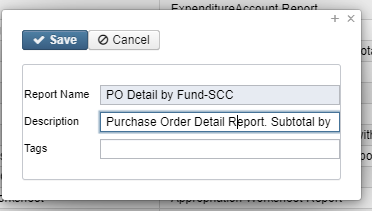 ExpenditureAccount Report
+ ×
Save
Cancel
Report Name
PO Detail by Fund-SCC
Description
Purchase Order Detail Report. Subtotal by
Tags
Appropriation Worksheet Report